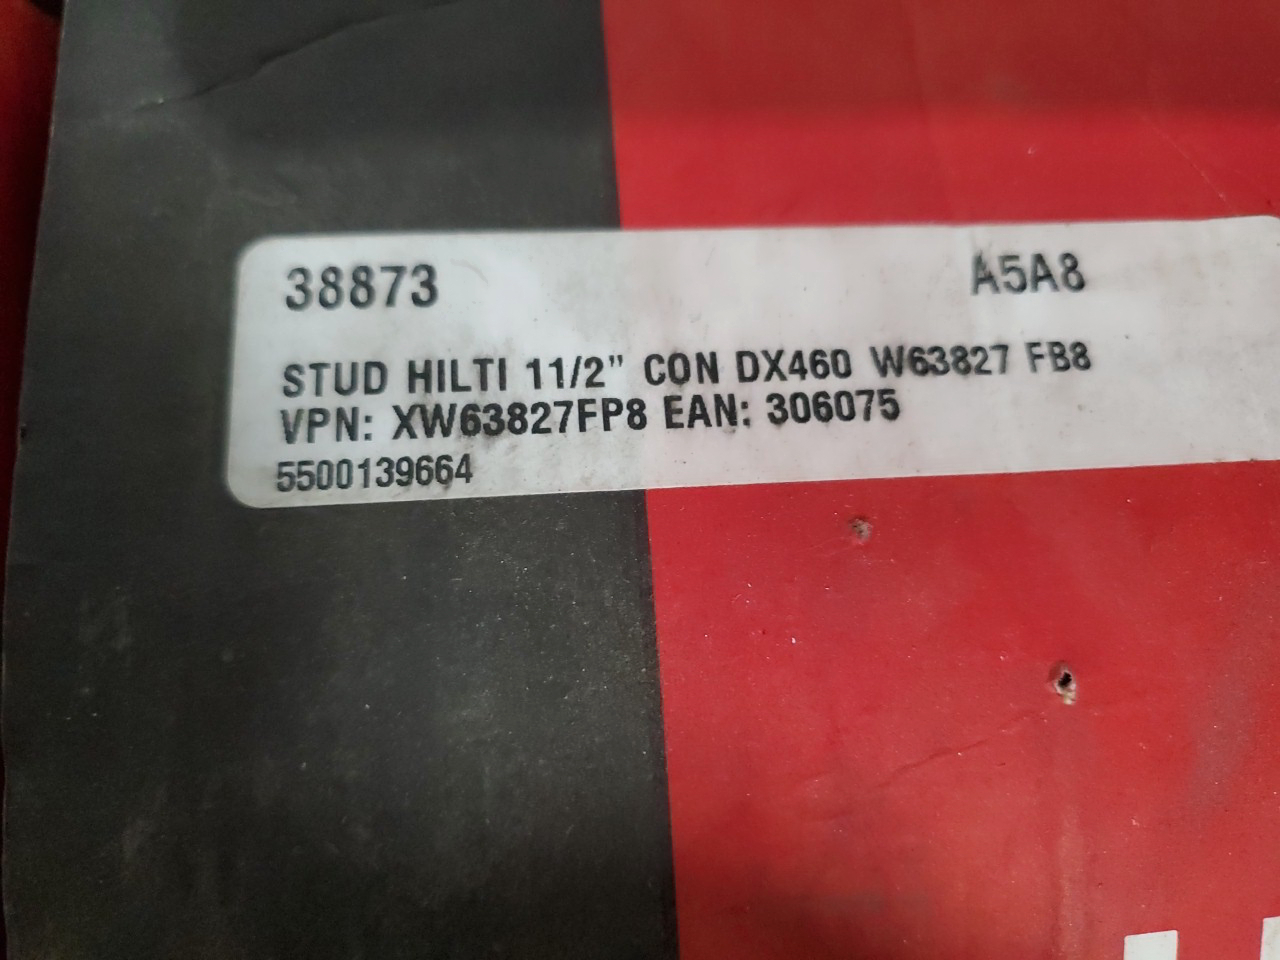 38873
A5A8
STUD HILTI 11/2" CON DX460 W63827 FB8
VPN: XW63827FP8 EAN: 306075
5500139664